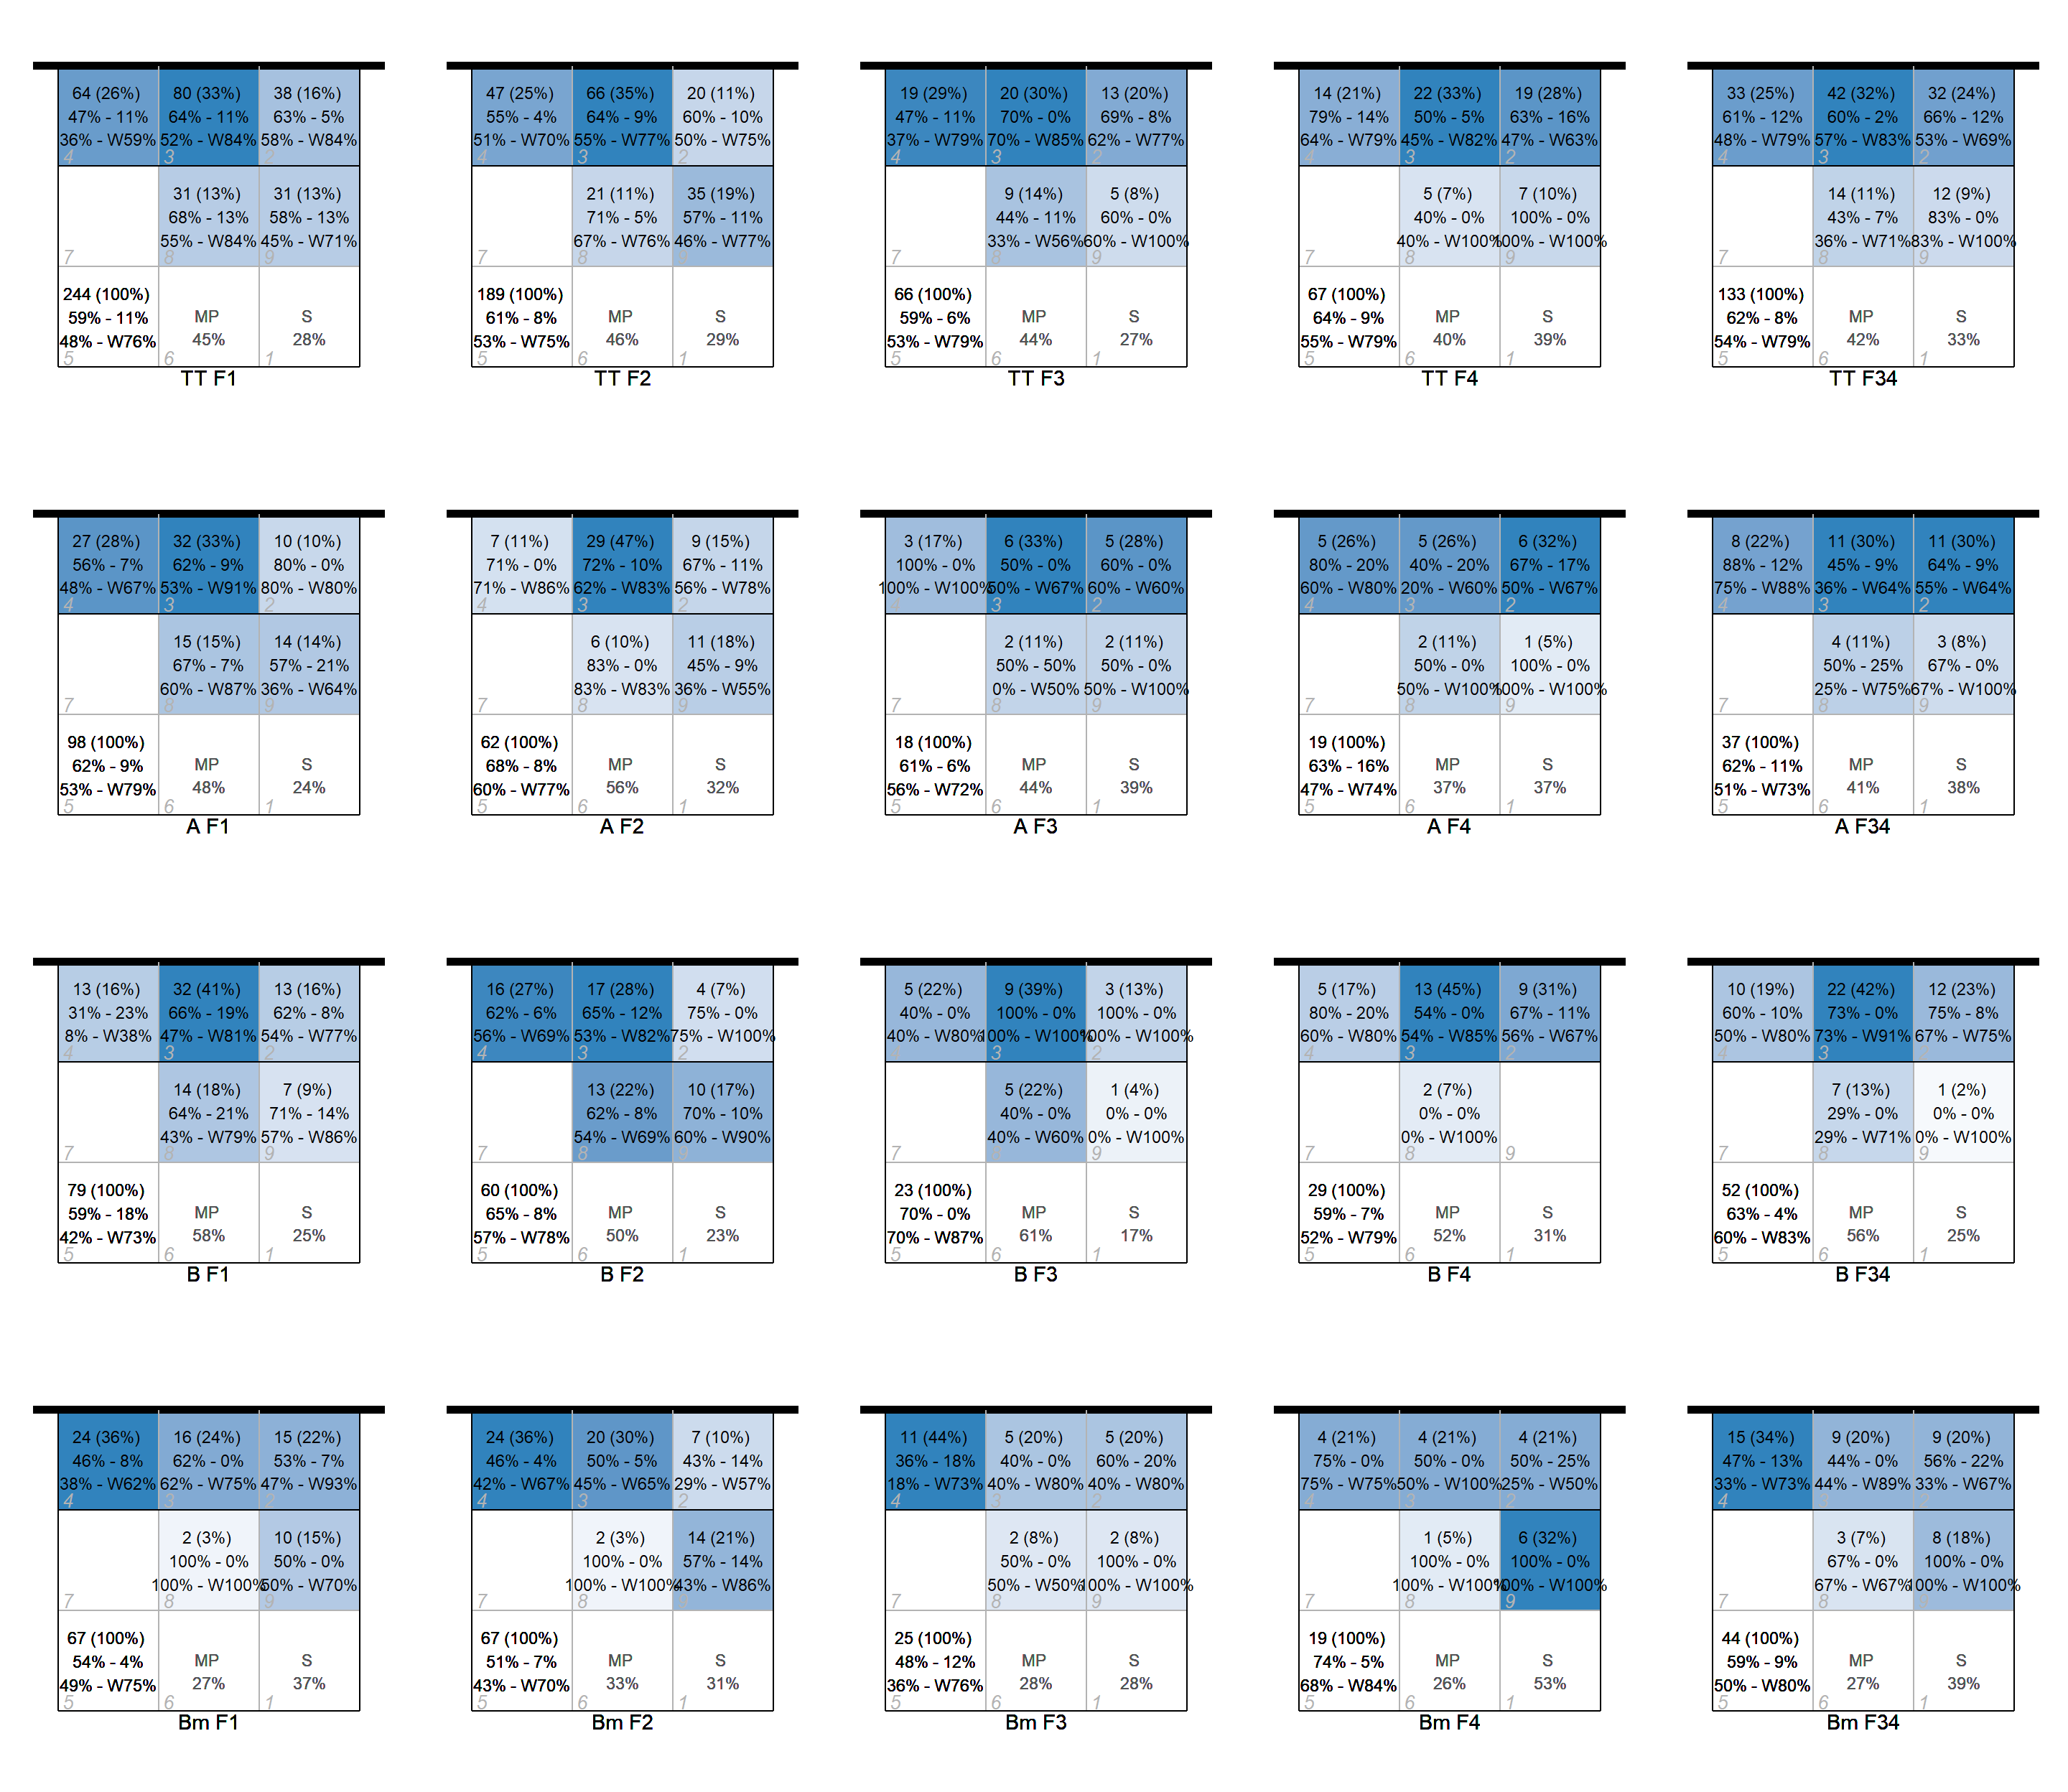 64 (26%)
47% - 11%
36% - W59%
4
80 (33%)
64% - 11%
52% - W84%
3
38 (16%)
63% - 5%
58% - W84%
2
7
31 (13%)
68% - 13%
55% - W84%
8
31 (13%)
58% - 13%
45% - W71%
9
244 (100%)
59% - 11%
48% - W76%
5
MP
45%
6
S
28%
1
TT F1
47 (25%)
55% - 4%
51% - W70%
4
66 (35%)
64% - 9%
55% - W77%
3
20 (11%)
60% - 10%
50% - W75%
2
7
21 (11%)
71% - 5%
67% - W76%
8
35 (19%)
57% - 11%
46% - W77%
9
189 (100%)
61% - 8%
53% - W75%
5
MP
46%
6
S
29%
1
TT F2
19 (29%)
47% - 11%
37% - W79%
4
20 (30%)
70% - 0%
70% - W85%
3
13 (20%)
69% - 8%
62% - W77%
2
7
9 (14%)
44% - 11%
33% - W56%
8
5 (8%)
60% - 0%
60% - W100%
9
66 (100%)
59% - 6%
53% - W79%
5
MP
44%
6
S
27%
1
TT F3
14 (21%)
79% - 14%
64% - W79%
4
22 (33%)
50% - 5%
45% - W82%
3
19 (28%)
63% - 16%
47% - W63%
2
7
5 (7%)
40% - 0%
40% - W100%
8
7 (10%)
100% - 0%
100% - W100%
9
67 (100%)
64% - 9%
55% - W79%
5
MP
40%
6
S
39%
1
TT F4
33 (25%)
61% - 12%
48% - W79%
4
42 (32%)
60% - 2%
57% - W83%
3
32 (24%)
66% - 12%
53% - W69%
2
7
14 (11%)
43% - 7%
36% - W71%
8
12 (9%)
83% - 0%
83% - W100%
9
133 (100%)
62% - 8%
54% - W79%
5
MP
42%
6
S
33%
1
TT F34
27 (28%)
56% - 7%
48% - W67%
4
32 (33%)
62% - 9%
53% - W91%
3
10 (10%)
80% - 0%
80% - W80%
2
7
15 (15%)
67% - 7%
60% - W87%
8
14 (14%)
57% - 21%
36% - W64%
9
98 (100%)
62% - 9%
53% - W79%
5
MP
48%
6
S
24%
1
A F1
7 (11%)
71% - 0%
71% - W86%
4
29 (47%)
72% - 10%
62% - W83%
3
9 (15%)
67% - 11%
56% - W78%
2
7
6 (10%)
83% - 0%
83% - W83%
8
11 (18%)
45% - 9%
36% - W55%
9
62 (100%)
68% - 8%
60% - W77%
5
MP
56%
6
S
32%
1
A F2
3 (17%)
100% - 0%
100% - W100%
4
6 (33%)
50% - 0%
50% - W67%
3
5 (28%)
60% - 0%
60% - W60%
2
7
2 (11%)
50% - 50%
0% - W50%
8
2 (11%)
50% - 0%
50% - W100%
9
18 (100%)
61% - 6%
56% - W72%
5
MP
44%
6
S
39%
1
A F3
5 (26%)
80% - 20%
60% - W80%
4
5 (26%)
40% - 20%
20% - W60%
3
6 (32%)
67% - 17%
50% - W67%
2
7
2 (11%)
50% - 0%
50% - W100%
8
1 (5%)
100% - 0%
100% - W100%
9
19 (100%)
63% - 16%
47% - W74%
5
MP
37%
6
S
37%
1
A F4
8 (22%)
88% - 12%
75% - W88%
4
11 (30%)
45% - 9%
36% - W64%
3
11 (30%)
64% - 9%
55% - W64%
2
7
4 (11%)
50% - 25%
25% - W75%
8
3 (8%)
67% - 0%
67% - W100%
9
37 (100%)
62% - 11%
51% - W73%
5
MP
41%
6
S
38%
1
A F34
13 (16%)
31% - 23%
8% - W38%
4
32 (41%)
66% - 19%
47% - W81%
3
13 (16%)
62% - 8%
54% - W77%
2
7
14 (18%)
64% - 21%
43% - W79%
8
7 (9%)
71% - 14%
57% - W86%
9
79 (100%)
59% - 18%
42% - W73%
5
MP
58%
6
S
25%
1
B F1
16 (27%)
62% - 6%
56% - W69%
4
17 (28%)
65% - 12%
53% - W82%
3
4 (7%)
75% - 0%
75% - W100%
2
7
13 (22%)
62% - 8%
54% - W69%
8
10 (17%)
70% - 10%
60% - W90%
9
60 (100%)
65% - 8%
57% - W78%
5
MP
50%
6
S
23%
1
B F2
5 (22%)
40% - 0%
40% - W80%
4
9 (39%)
100% - 0%
100% - W100%
3
3 (13%)
100% - 0%
100% - W100%
2
7
5 (22%)
40% - 0%
40% - W60%
8
1 (4%)
0% - 0%
0% - W100%
9
23 (100%)
70% - 0%
70% - W87%
5
MP
61%
6
S
17%
1
B F3
5 (17%)
80% - 20%
60% - W80%
4
13 (45%)
54% - 0%
54% - W85%
3
9 (31%)
67% - 11%
56% - W67%
2
7
2 (7%)
0% - 0%
0% - W100%
8
9
29 (100%)
59% - 7%
52% - W79%
5
MP
52%
6
S
31%
1
B F4
10 (19%)
60% - 10%
50% - W80%
4
22 (42%)
73% - 0%
73% - W91%
3
12 (23%)
75% - 8%
67% - W75%
2
7
7 (13%)
29% - 0%
29% - W71%
8
1 (2%)
0% - 0%
0% - W100%
9
52 (100%)
63% - 4%
60% - W83%
5
MP
56%
6
S
25%
1
B F34
24 (36%)
46% - 8%
38% - W62%
4
16 (24%)
62% - 0%
62% - W75%
3
15 (22%)
53% - 7%
47% - W93%
2
7
2 (3%)
100% - 0%
100% - W100%
8
10 (15%)
50% - 0%
50% - W70%
9
67 (100%)
54% - 4%
49% - W75%
5
MP
27%
6
S
37%
1
Bm F1
24 (36%)
46% - 4%
42% - W67%
4
20 (30%)
50% - 5%
45% - W65%
3
7 (10%)
43% - 14%
29% - W57%
2
7
2 (3%)
100% - 0%
100% - W100%
8
14 (21%)
57% - 14%
43% - W86%
9
67 (100%)
51% - 7%
43% - W70%
5
MP
33%
6
S
31%
1
Bm F2
11 (44%)
36% - 18%
18% - W73%
4
5 (20%)
40% - 0%
40% - W80%
3
5 (20%)
60% - 20%
40% - W80%
2
7
2 (8%)
50% - 0%
50% - W50%
8
2 (8%)
100% - 0%
100% - W100%
9
25 (100%)
48% - 12%
36% - W76%
5
MP
28%
6
S
28%
1
Bm F3
4 (21%)
75% - 0%
75% - W75%
4
4 (21%)
50% - 0%
50% - W100%
3
4 (21%)
50% - 25%
25% - W50%
2
7
1 (5%)
100% - 0%
100% - W100%
8
6 (32%)
100% - 0%
100% - W100%
9
19 (100%)
74% - 5%
68% - W84%
5
MP
26%
6
S
53%
1
Bm F4
15 (34%)
47% - 13%
33% - W73%
4
9 (20%)
44% - 0%
44% - W89%
3
9 (20%)
56% - 22%
33% - W67%
2
7
3 (7%)
67% - 0%
67% - W67%
8
8 (18%)
100% - 0%
100% - W100%
9
44 (100%)
59% - 9%
50% - W80%
5
MP
27%
6
S
39%
1
Bm F34